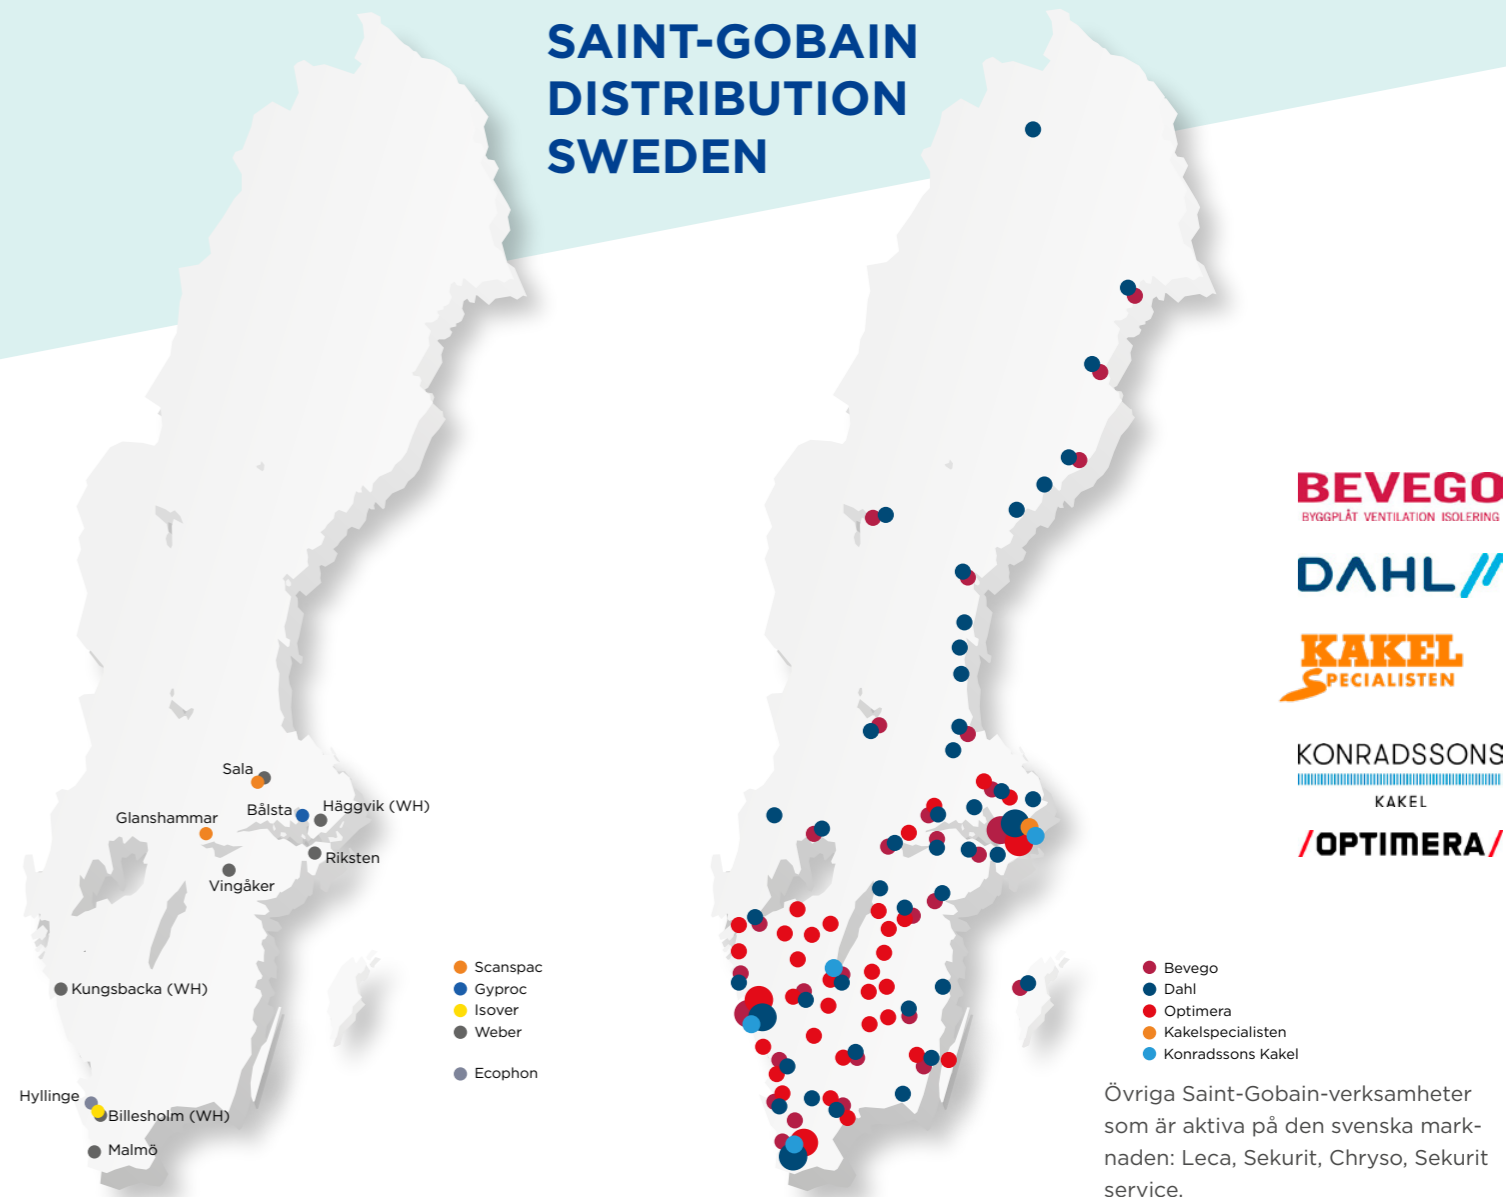 SAINT-GOBAIN
DISTRIBUTION
SWEDEN
Sala
Bålsta
Häggvik (WH)
Glanshammar
Riksten
Vingåker
Kungsbacka (WH)
Hyllinge
Billesholm (WH)
Malmö
Scanspac
Gyproc
Isover
Weber
Ecophon
BEVEGO
BYGGPLÅT VENTILATION ISOLERING
DAHL
KAKEL
SPECIALISTEN
KONRADSSONS
KAKEL
/OPTIMERA/
Bevego
Dahl
Optimera
Kakelspecialisten
Konradssons Kakel
Övriga Saint-Gobain-verksamheter
som är aktiva på den svenska mark-
naden: Leca, Sekurit, Chryso, Sekurit
service.